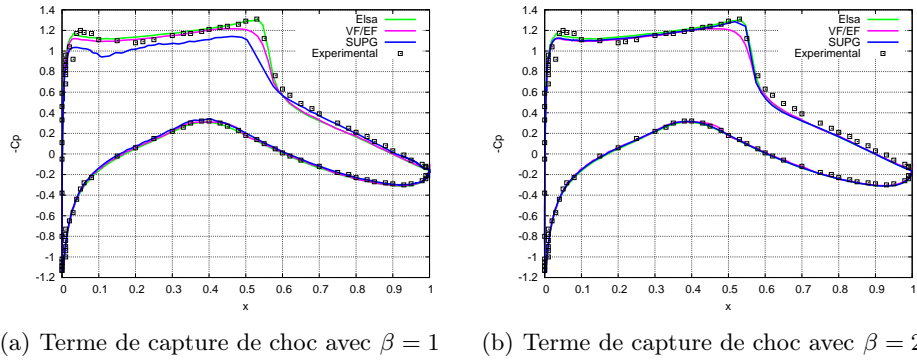 Elsa
VF/EF
SUPG
Experimental
1.4
1.2
1
0.8
0.6
0.4
0.2
0
-0.2
-0.4
-0.6
-0.8
-1
-1.2
-Cp
0 0.1 0.2 0.3 0.4 0.5 0.6 0.7 0.8 0.9 1
x
(a) Terme de capture de choc avec β = 1
Elsa
VF/EF
SUPG
Experimental
1.4
1.2
1
0.8
0.6
0.4
0.2
0
-0.2
-0.4
-0.6
-0.8
-1
-1.2
-Cp
0 0.1 0.2 0.3 0.4 0.5 0.6 0.7 0.8 0.9 1
x
(b) Terme de capture de choc avec β = 2